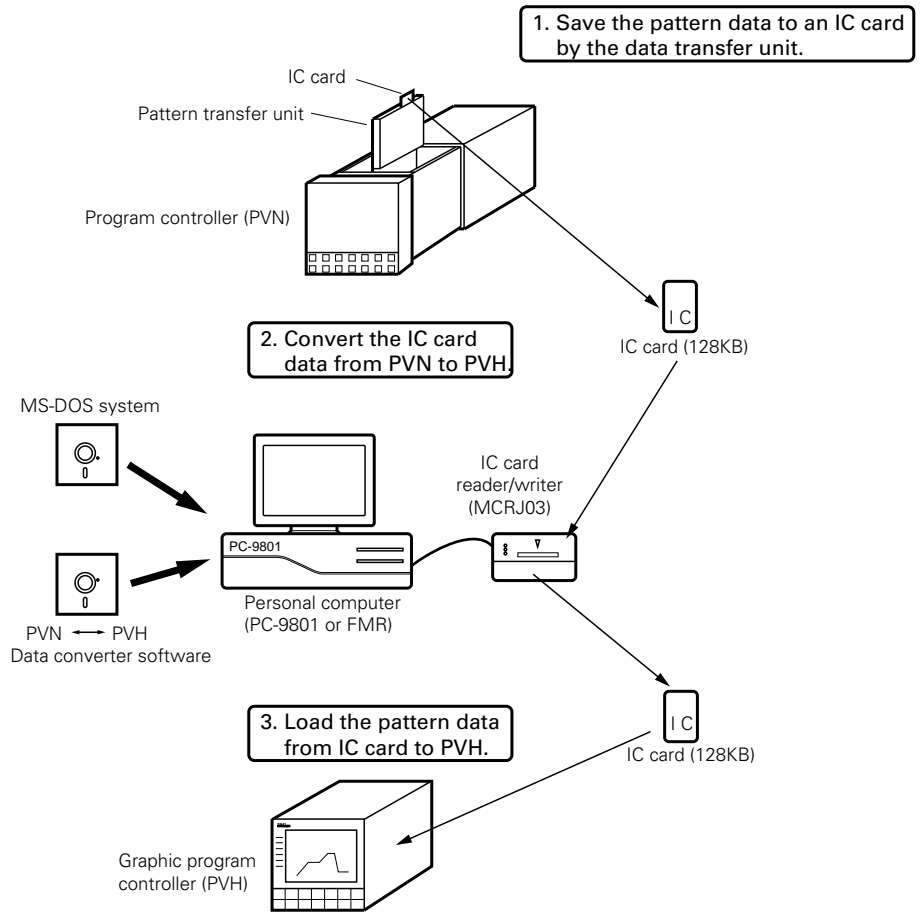 1. Save the pattern data to an IC card
by the data transfer unit.
IC card
Pattern transfer unit
Program controller (PVN)
I C
IC card (128KB)
2. Convert the IC card
data from PVN to PVH.
MS-DOS system
IC card
reader/writer
(MCRJ03)
PC-9801
Personal computer
(PC-9801 or FMR)
PVN ⟷ PVH
Data converter software
I C
IC card (128KB)
3. Load the pattern data
from IC card to PVH.
Graphic program
controller (PVH)